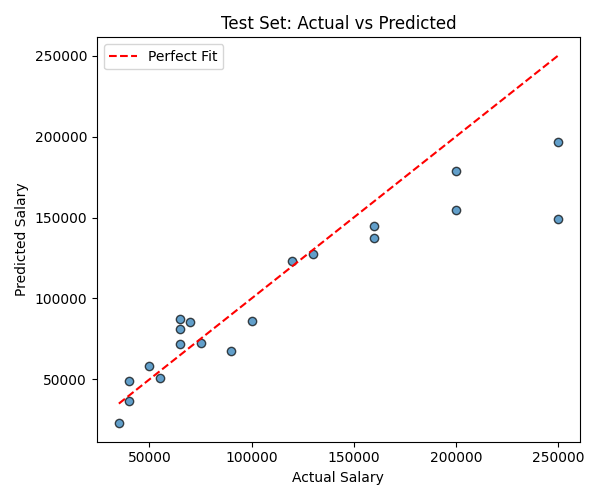 Test Set: Actual vs Predicted
Perfect Fit
250000
200000
150000
100000
50000
Predicted Salary
50000 100000 150000 200000 250000
Actual Salary